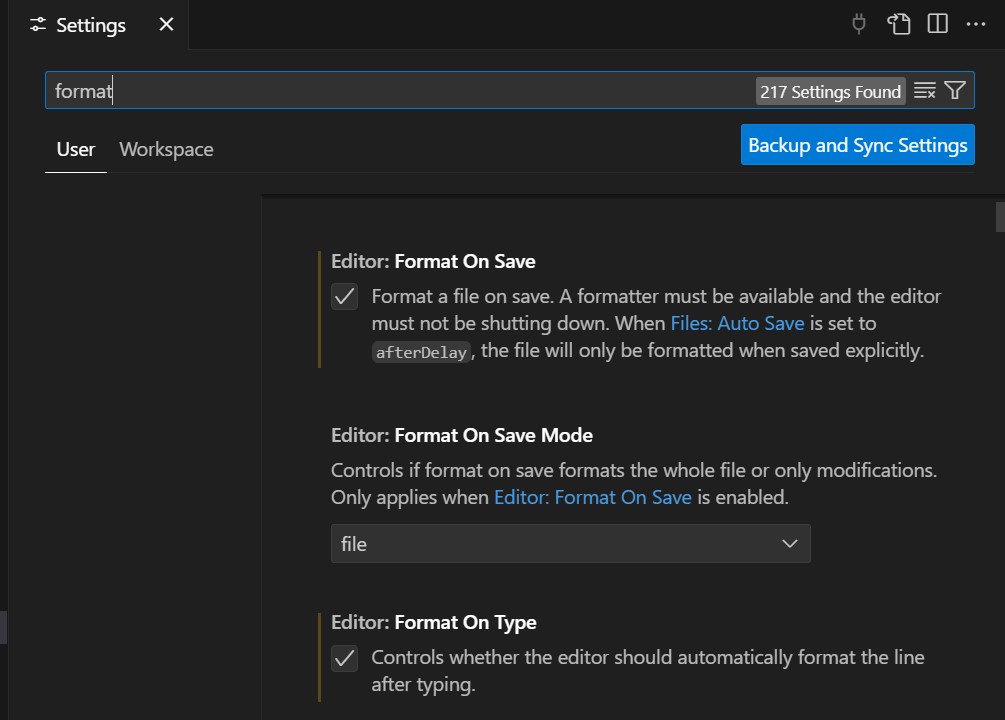 Settings
format
217 Settings Found
User Workspace
Backup and Sync Settings
Editor: Format On Save
Format a file on save. A formatter must be available and the editor
must not be shutting down. When Files: Auto Save is set to
afterDelay, the file will only be formatted when saved explicitly.
Editor: Format On Save Mode
Controls if format on save formats the whole file or only modifications.
Only applies when Editor: Format On Save is enabled.
file
Editor: Format On Type
Controls whether the editor should automatically format the line
after typing.